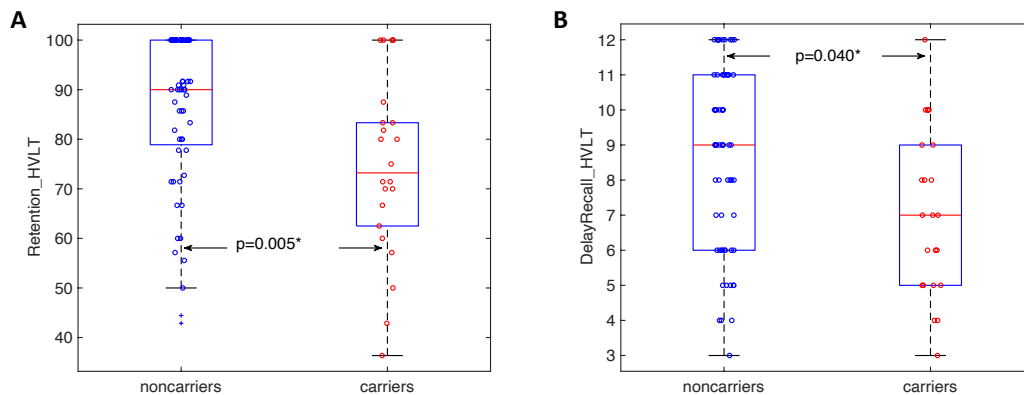 A
Retention_HVLT
100
90
80
70
60
50
40
p=0.005*
noncarriers
carriers
B
DelayRecall_HVLT
12
11
10
9
8
7
6
5
4
3
p=0.040*
noncarriers
carriers